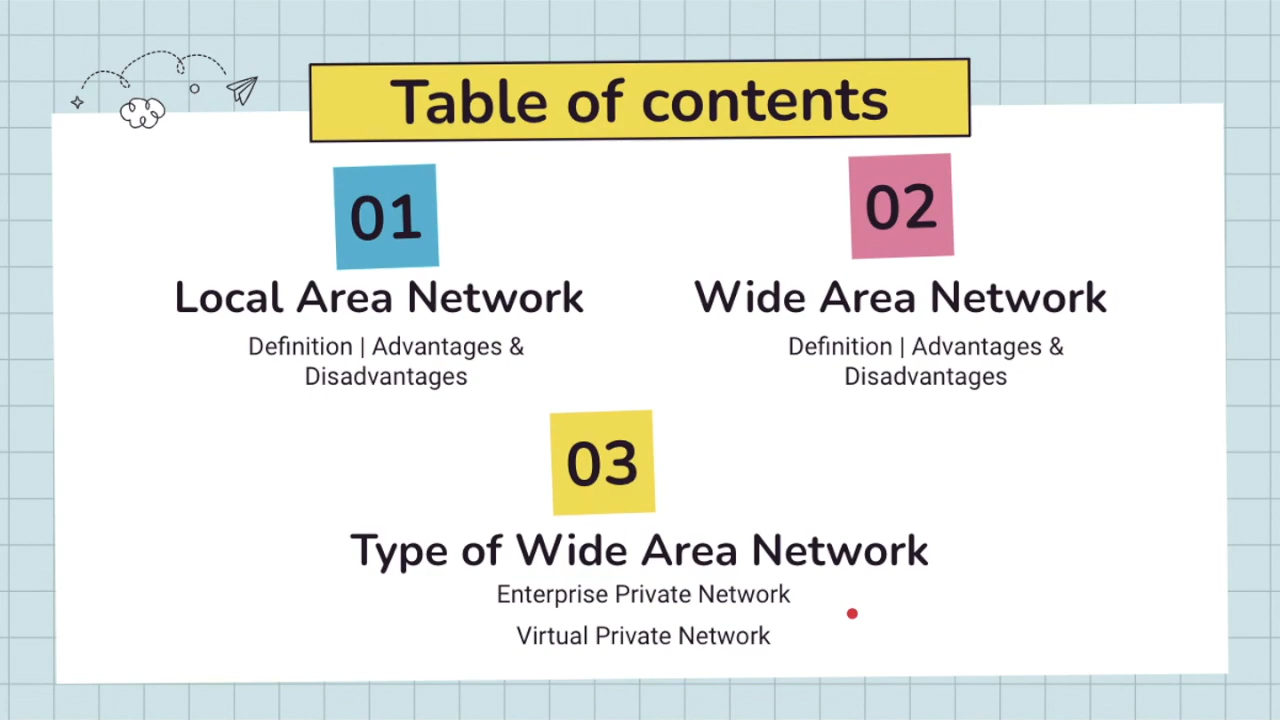 Table of contents
01
Local Area Network
Definition | Advantages &
Disadvantages
02
Wide Area Network
Definition | Advantages &
Disadvantages
03
Type of Wide Area Network
Enterprise Private Network
Virtual Private Network